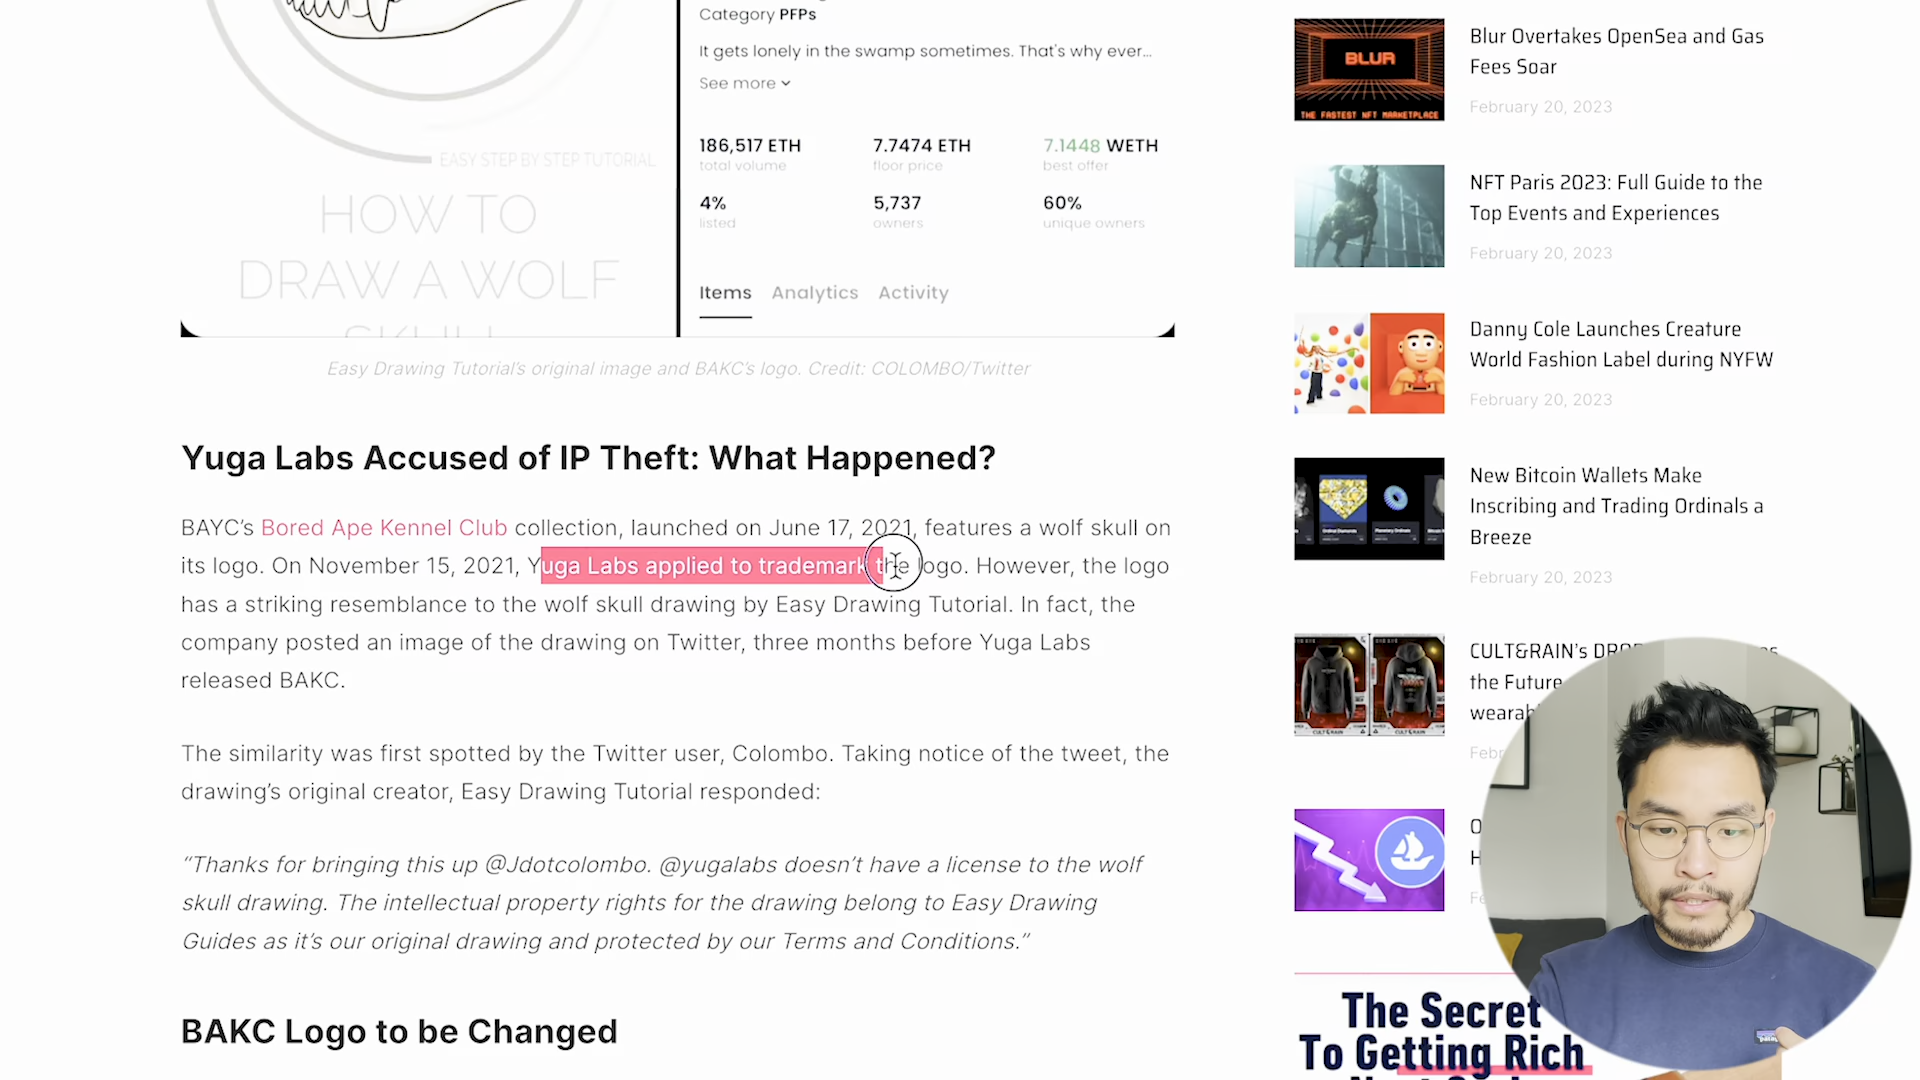 EASY STEP BY STEP TUTORIAL
HOW TO
DRAW A WOLF
SKULL
Category PFPs
It gets lonely in the swamp sometimes. That's why ever...
See more
186,517 ETH
total volume
7.7474 ETH
floor price
7.1448 WETH
best offer
4%
listed
5,737
owners
60%
unique owners
Items Analytics Activity
Easy Drawing Tutorial's original image and BAKC's logo. Credit: COLOMBO/Twitter
Yuga Labs Accused of IP Theft: What Happened?
BAYC's Bored Ape Kennel Club collection, launched on June 17, 2021, features a wolf skull on
its logo. On November 15, 2021, Yuga Labs applied to trademark the logo. However, the logo
has a striking resemblance to the wolf skull drawing by Easy Drawing Tutorial. In fact, the
company posted an image of the drawing on Twitter, three months before Yuga Labs
released BAKC.
The similarity was first spotted by the Twitter user, Colombo. Taking notice of the tweet, the
drawing's original creator, Easy Drawing Tutorial responded:
“Thanks for bringing this up @Jdotcolombo. @yugalabs doesn't have a license to the wolf
skull drawing. The intellectual property rights for the drawing belong to Easy Drawing
Guides as it's our original drawing and protected by our Terms and Conditions.”
BAKC Logo to be Changed
BLUR
THE FASTEST NFT MARKETPLACE
Blur Overtakes OpenSea and Gas
Fees Soar
February 20, 2023
NFT Paris 2023: Full Guide to the
Top Events and Experiences
February 20, 2023
Danny Cole Launches Creature
World Fashion Label during NYFW
February 20, 2023
New Bitcoin Wallets Make
Inscribing and Trading Ordinals a
Breeze
February 20, 2023
CULT&RAIN
CULT&RAIN
CULT&RAIN's
the Future
The Secret
To Getting Rich